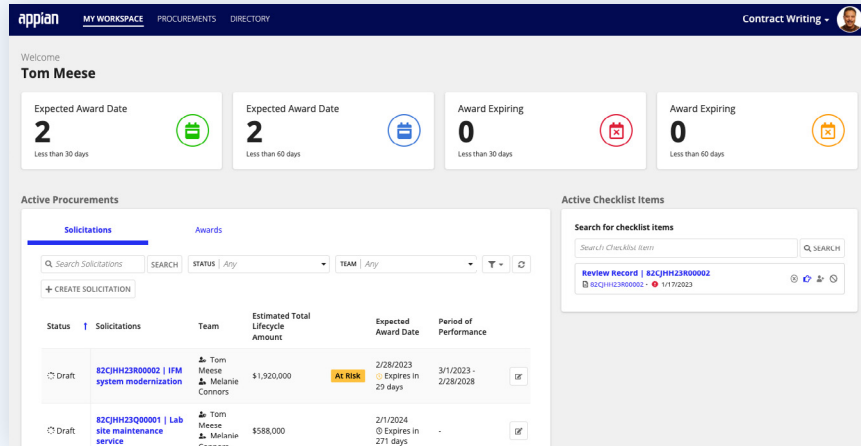 appian MY WORKSPACE PROCUREMENTS DIRECTORY Contract Writing
Welcome
Tom Meese
Expected Award Date
2
Less than 30 days
Expected Award Date
2
Less than 60 days
Award Expiring
0
Less than 30 days
Award Expiring
0
Less than 60 days
Active Procurements
Solicitations Awards
Search Solicitations SEARCH STATUS Any TEAM Any
+ CREATE SOLICITATION
Status ↑ Solicitations Team Estimated Total Lifecycle Amount Expected Award Date Period of Performance
Draft
82CJHH23R00002 | IFM
system modernization
Tom
Meese
Melanie
Connors
$1,920,000
At Risk
2/28/2023
Expires in
29 days
3/1/2023 -
2/28/2028
Draft
82CJHH23Q00001 | Lab
site maintenance
service
Tom
Meese
Melanie
Connors
$588,000
2/1/2024
Expires in
271 days
-
Active Checklist Items
Search for checklist items
Search Checklist Item SEARCH
Review Record | 82CJHH23R00002
82CJHH23R00002 - 1/17/2023